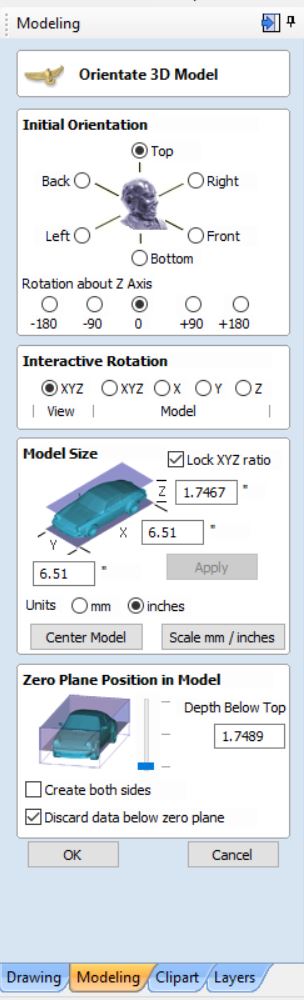 Modeling
Orientate 3D Model
Initial Orientation
Top
Back
Right
Left
Front
Bottom
Rotation about Z Axis
-180 -90 0 +90 +180
Interactive Rotation
XYZ XYZ X Y Z
| View | Model |
Model Size
Lock XYZ ratio
Z 1.7467 "
X 6.51 "
Y
6.51 "
Apply
Units mm inches
Center Model Scale mm / inches
Zero Plane Position in Model
Depth Below Top
1.7489
Create both sides
Discard data below zero plane
OK Cancel
Drawing Modeling Clipart Layers